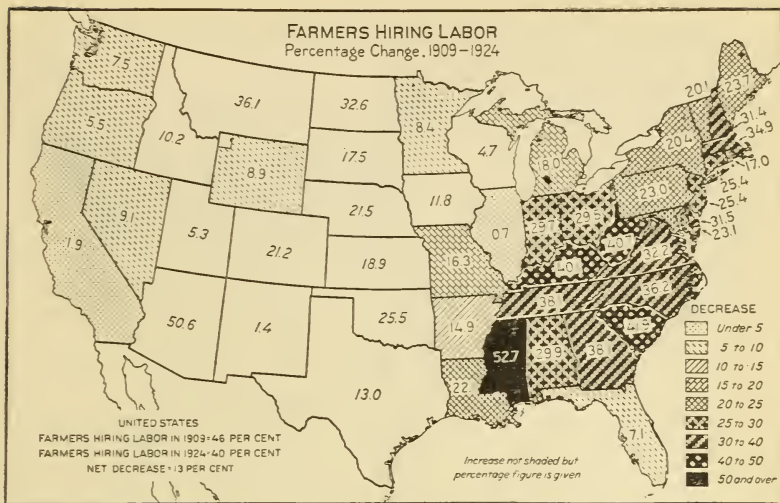 FARMERS HIRING LABOR
Percentage Change, 1909–1924
7.5
5.5
10.2
36.1
32.6
8.4
4.7
8.0
20.1
23.7
31.4
34.9
20.4
17.0
25.4
25.4
31.5
23.1
23.0
8.9
17.5
11.8
0.7
29.7
29.5
1.9
9.1
5.3
21.2
21.5
18.9
16.3
40.7
32.2
36.2
50.6
1.4
25.5
14.9
41.9
13.0
52.7
29.9
7.1
UNITED STATES
FARMERS HIRING LABOR IN 1909=46 PER CENT
FARMERS HIRING LABOR IN 1924=40 PER CENT
NET DECREASE=13 PER CENT
Increase not shaded but
percentage figure is given
DECREASE
Under 5
5 to 10
10 to 15
15 to 20
20 to 25
25 to 30
30 to 40
40 to 50
50 and over